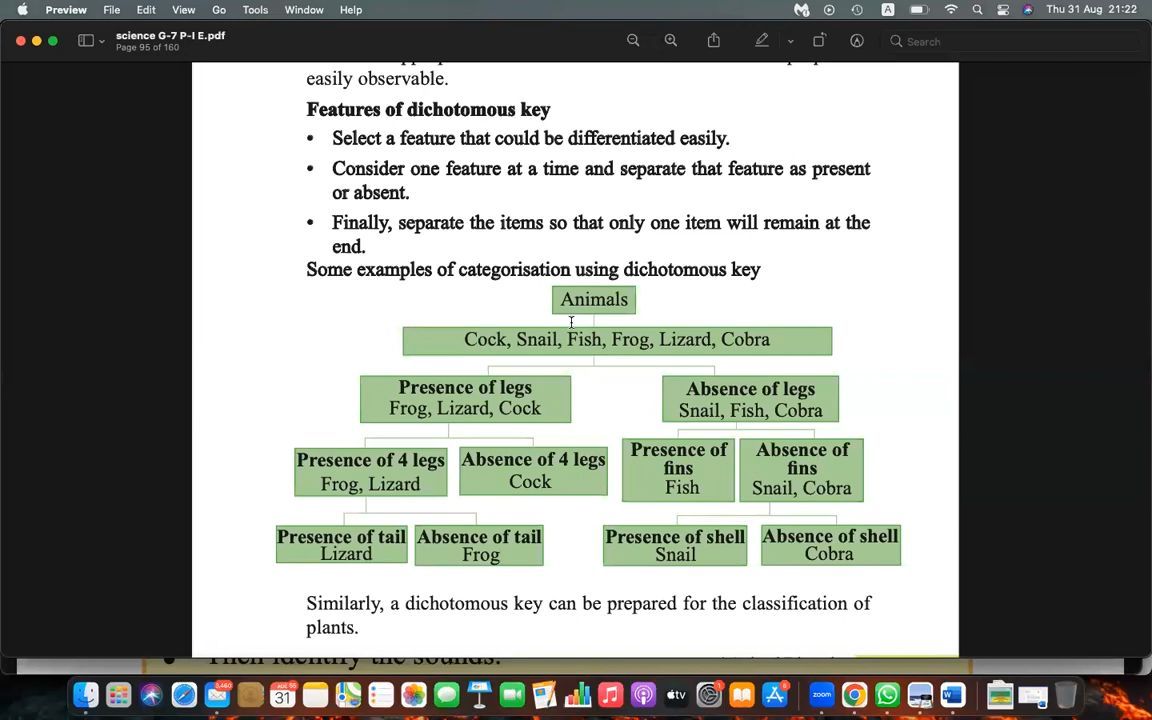 Preview File Edit View Go Tools Window Help A Thu 31 Aug 21:22
science G-7 P-I E.pdf
Page 95 of 160
Search
easily observable.
Features of dichotomous key
• Select a feature that could be differentiated easily.
• Consider one feature at a time and separate that feature as present
or absent.
• Finally, separate the items so that only one item will remain at the
end.
Some examples of categorisation using dichotomous key
Animals
Cock, Snail, Fish, Frog, Lizard, Cobra
Presence of legs
Frog, Lizard, Cock
Absence of legs
Snail, Fish, Cobra
Presence of 4 legs
Frog, Lizard
Absence of 4 legs
Cock
Presence of
fins
Fish
Absence of
fins
Snail, Cobra
Presence of tail
Lizard
Absence of tail
Frog
Presence of shell
Snail
Absence of shell
Cobra
Similarly, a dichotomous key can be prepared for the classification of
plants.
• Then identify the sounds.
tv
zoom
W